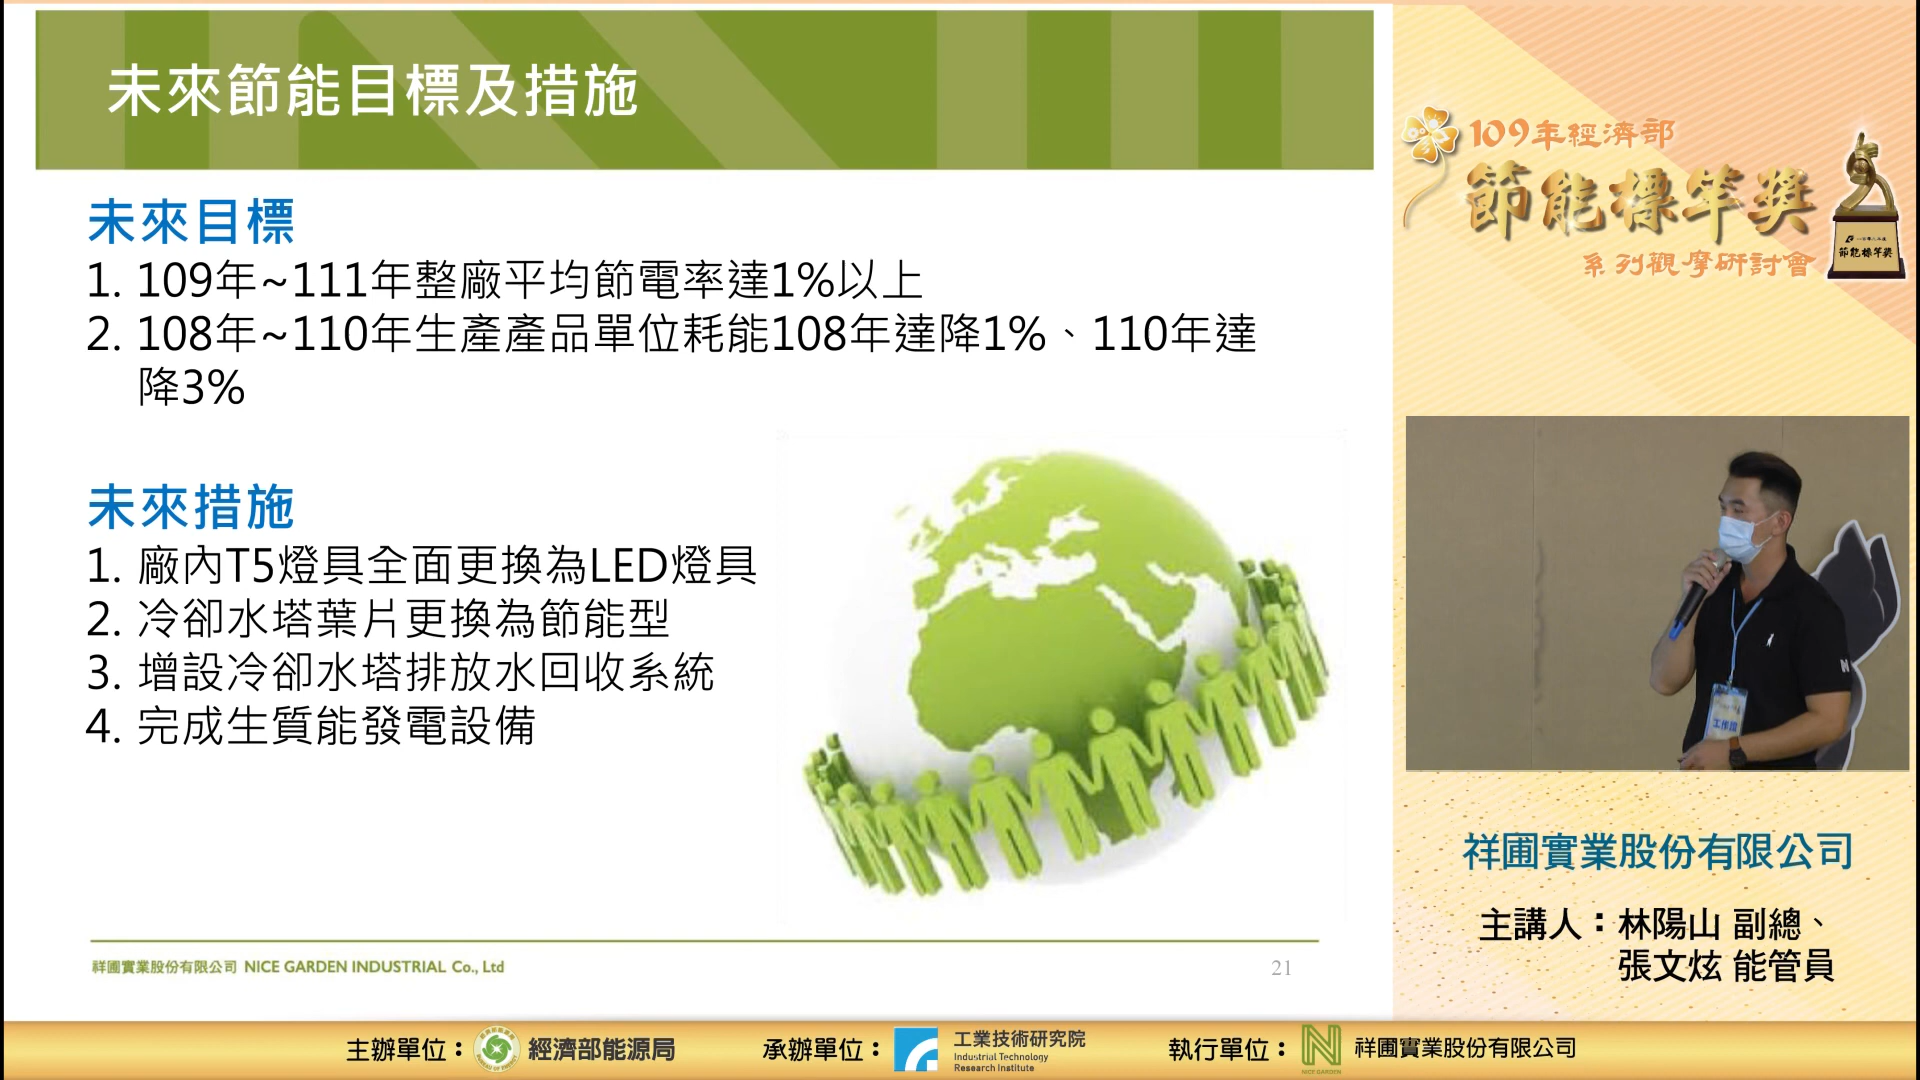 未來節能目標及措施
未來目標
1. 109年~111年整廠平均節電率達1%以上
2. 108年~110年生產產品單位耗能108年達降1%、110年達
降3%
未來措施
1. 廠內T5燈具全面更換為LED燈具
2. 冷卻水塔葉片更換為節能型
3. 增設冷卻水塔排放水回收系統
4. 完成生質能發電設備
祥圃實業股份有限公司 NICE GARDEN INDUSTRIAL Co., Ltd
21
109年經濟部
節能標竿獎
系列觀摩研討會
節能標竿獎
工作證
祥圃實業股份有限公司
主講人：林陽山 副總、
張文炫 能管員
主辦單位：
經濟部能源局
承辦單位：
工業技術研究院
Industrial Technology
Research Institute
執行單位：
NICE GARDEN
祥圃實業股份有限公司